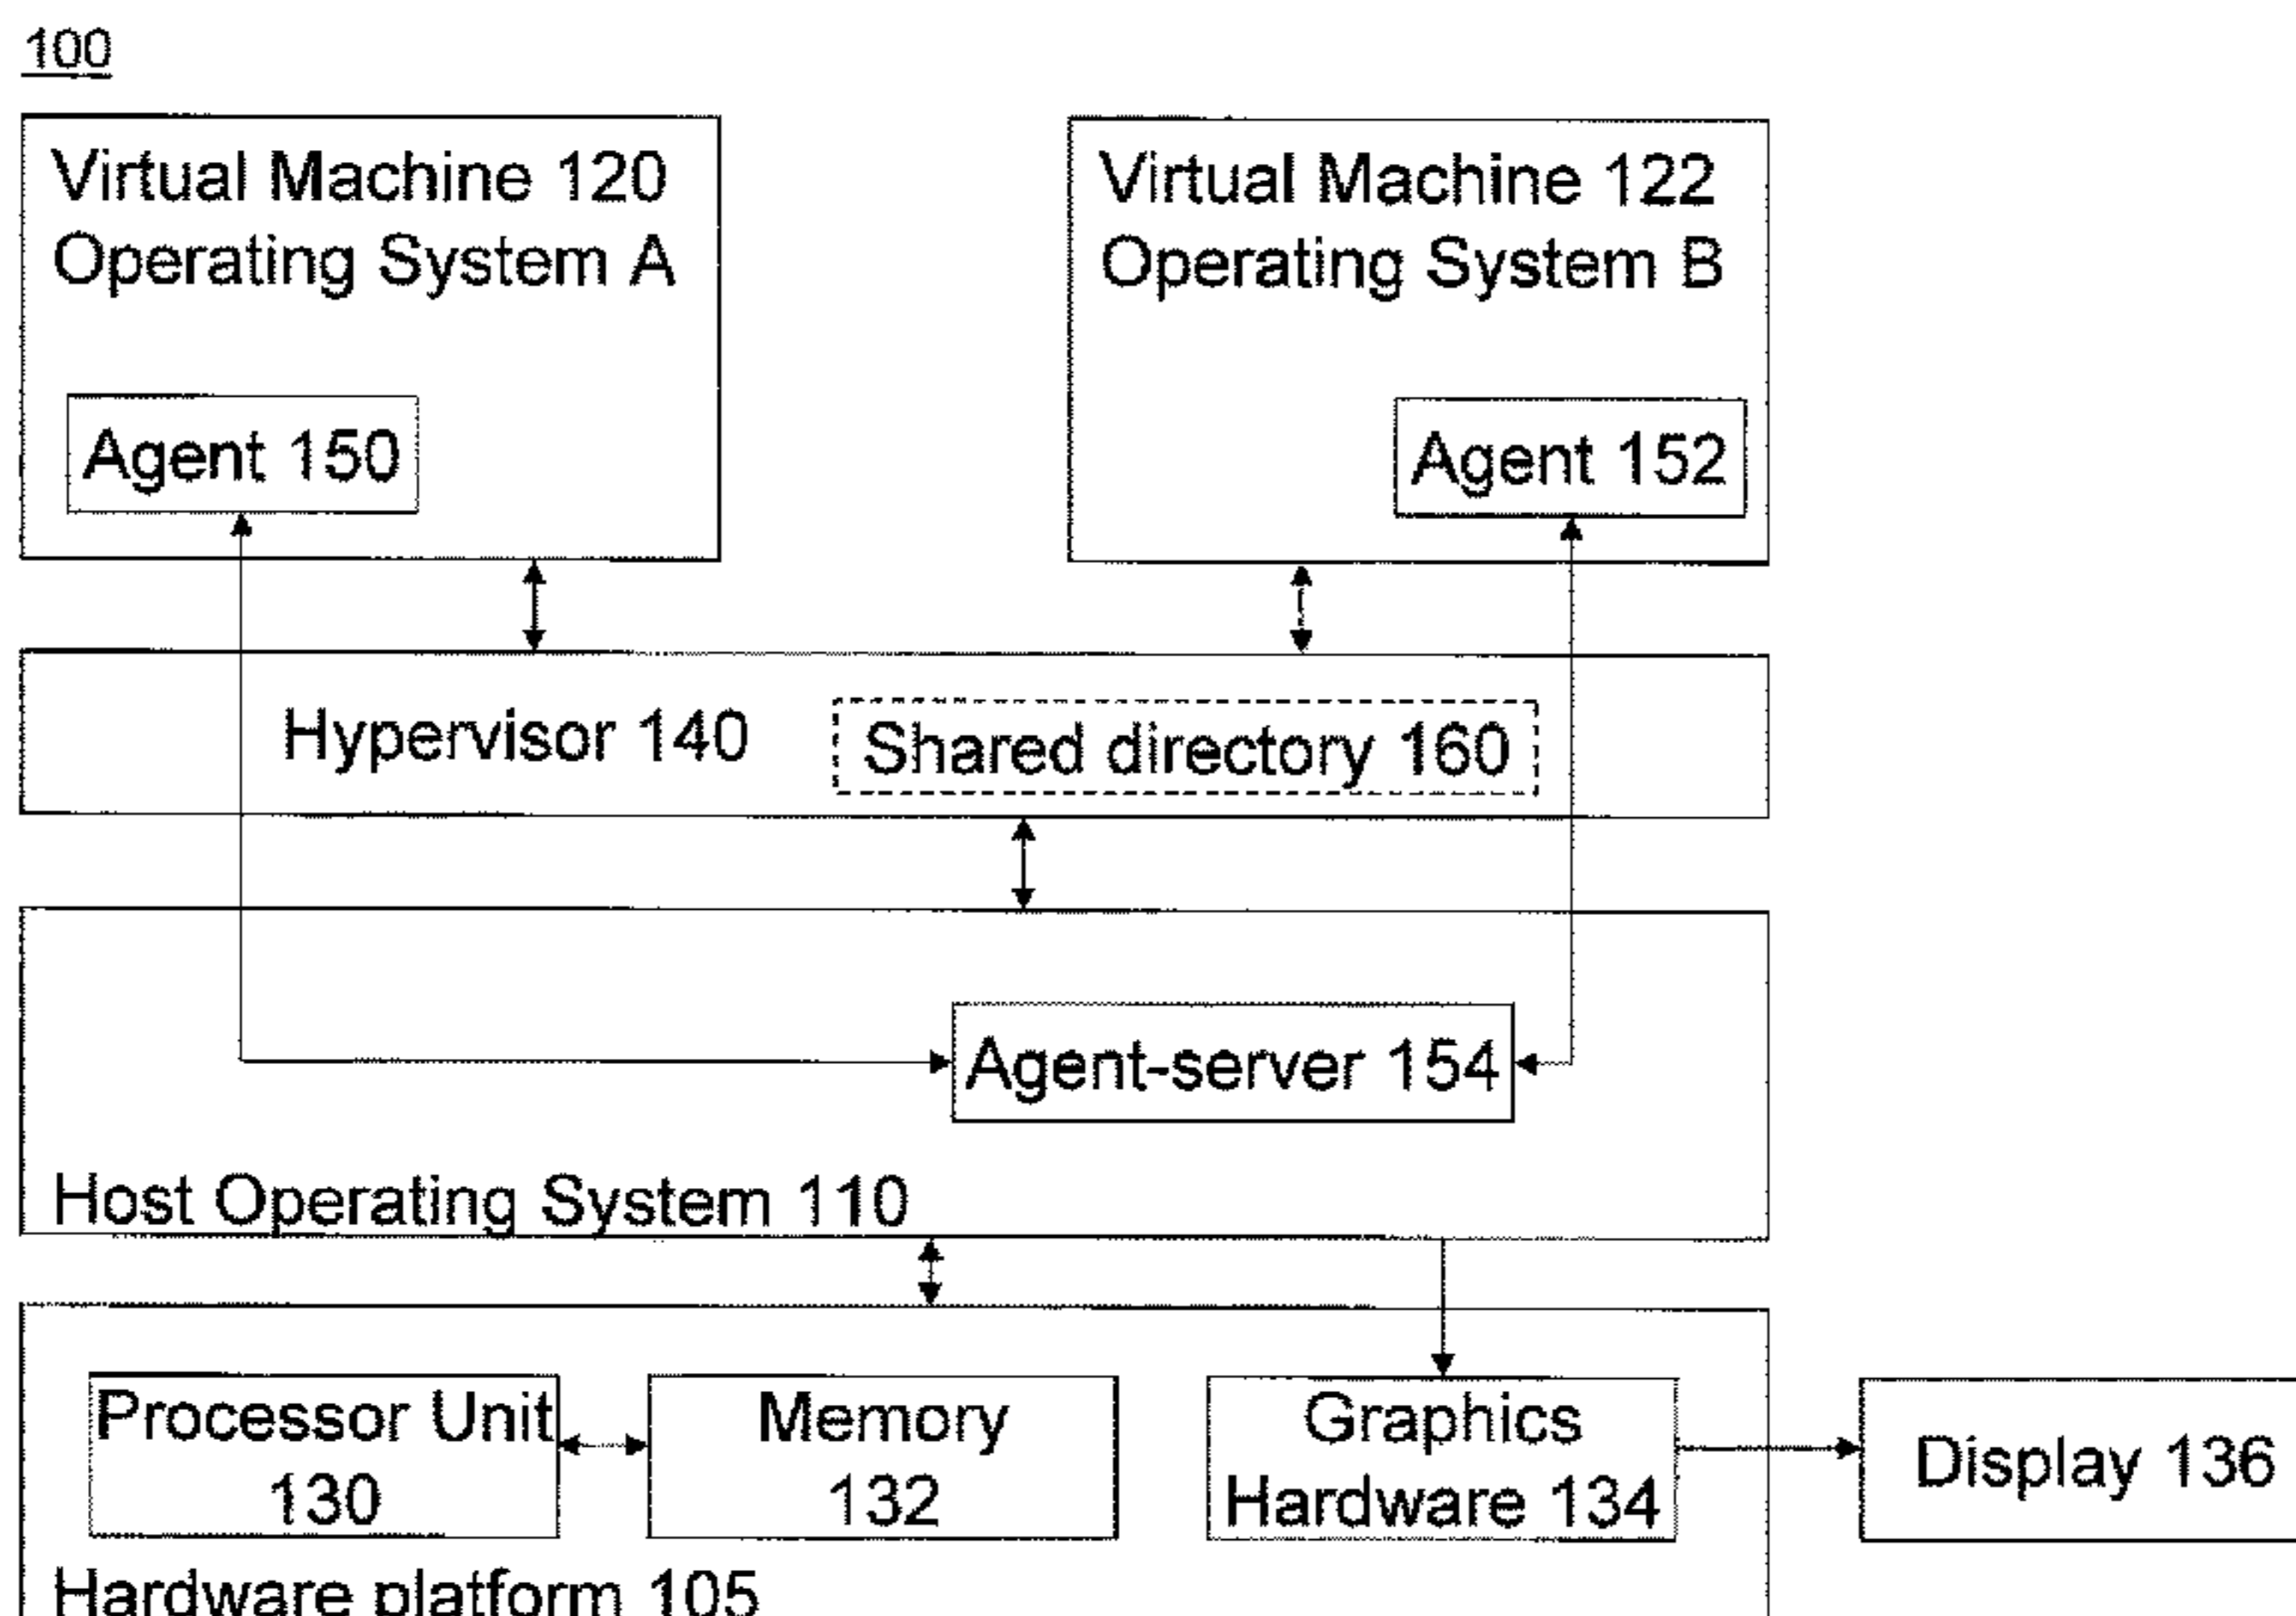 100
Virtual Machine 120
Operating System A
Virtual Machine 122
Operating System B
Agent 150
Agent 152
Hypervisor 140
Shared directory 160
Agent-server 154
Host Operating System 110
Processor Unit
130
Memory
132
Graphics
Hardware 134
Display 136
Hardware platform 105